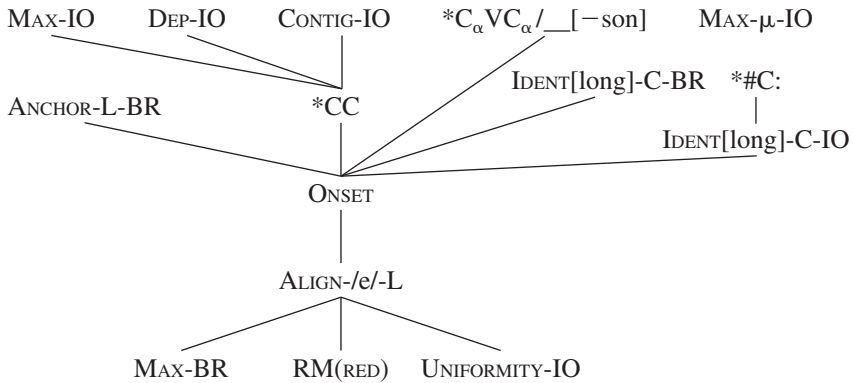 MAX-IO DEP-IO CONTIG-IO *CαVCα/__[−son] MAX-μ-IO
IDENT[long]-C-BR *#C:
ANCHOR-L-BR *CC
IDENT[long]-C-IO
ONSET
ALIGN-/e/-L
MAX-BR RM(RED) UNIFORMITY-IO